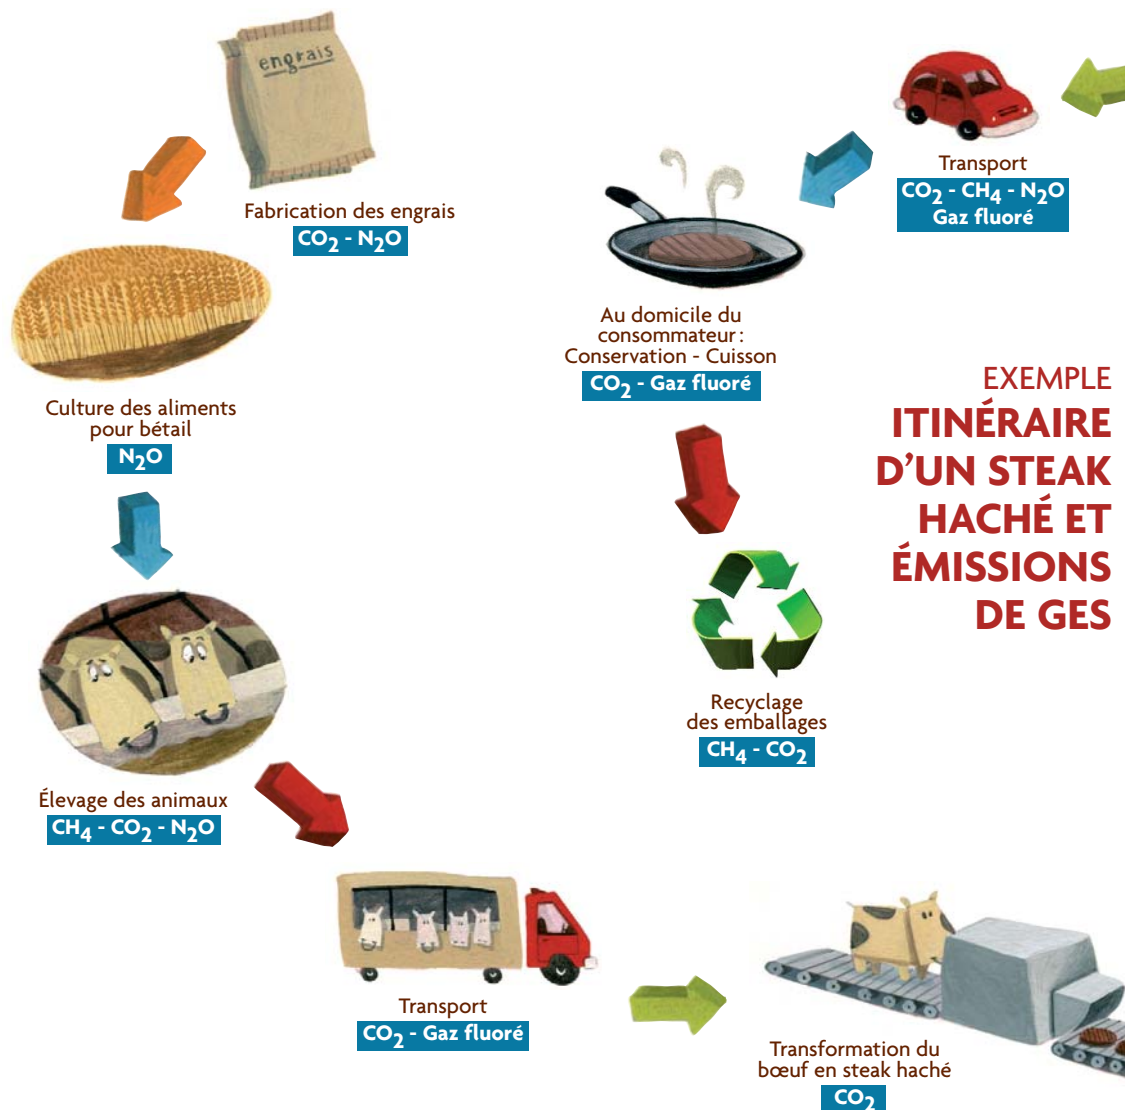 engrais
Fabrication des engrais
CO2 - N2O
Culture des aliments
pour bétail
N2O
Élevage des animaux
CH4 - CO2 - N2O
Transport
CO2 - Gaz fluoré
Transformation du
bœuf en steak haché
CO2
Transport
CO2 - CH4 - N2O
Gaz fluoré
Au domicile du
consommateur :
Conservation - Cuisson
CO2 - Gaz fluoré
Recyclage
des emballages
CH4 - CO2
EXEMPLE
ITINÉRAIRE
D'UN STEAK
HACHÉ ET
ÉMISSIONS
DE GES